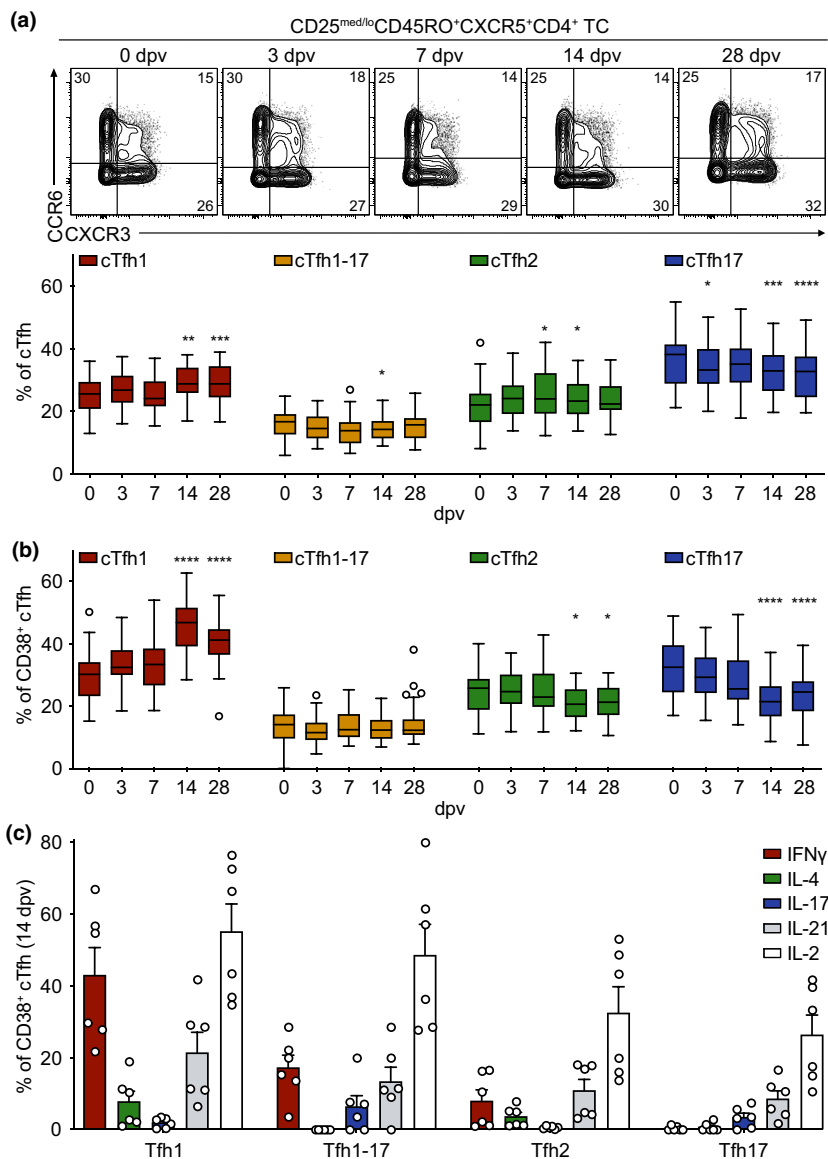 (a)
CD25med/loCD45RO+CXCR5+CD4+ TC
0 dpv 3 dpv 7 dpv 14 dpv 28 dpv
30 15 30 18 25 14 25 14 25 17
26 27 29 30 32
CCR6
CXCR3
cTfh1 cTfh1-17 cTfh2 cTfh17
% of cTfh
60
40
20
0
** *** * * * * *** ****
0 3 7 14 28 0 3 7 14 28 0 3 7 14 28 0 3 7 14 28
dpv
(b)
cTfh1 cTfh1-17 cTfh2 cTfh17
% of CD38+ cTfh
60
40
20
0
**** **** * * **** ****
0 3 7 14 28 0 3 7 14 28 0 3 7 14 28 0 3 7 14 28
dpv
(c)
% of CD38+ cTfh (14 dpv)
80
60
40
20
0
IFNγ
IL-4
IL-17
IL-21
IL-2
Tfh1 Tfh1-17 Tfh2 Tfh17